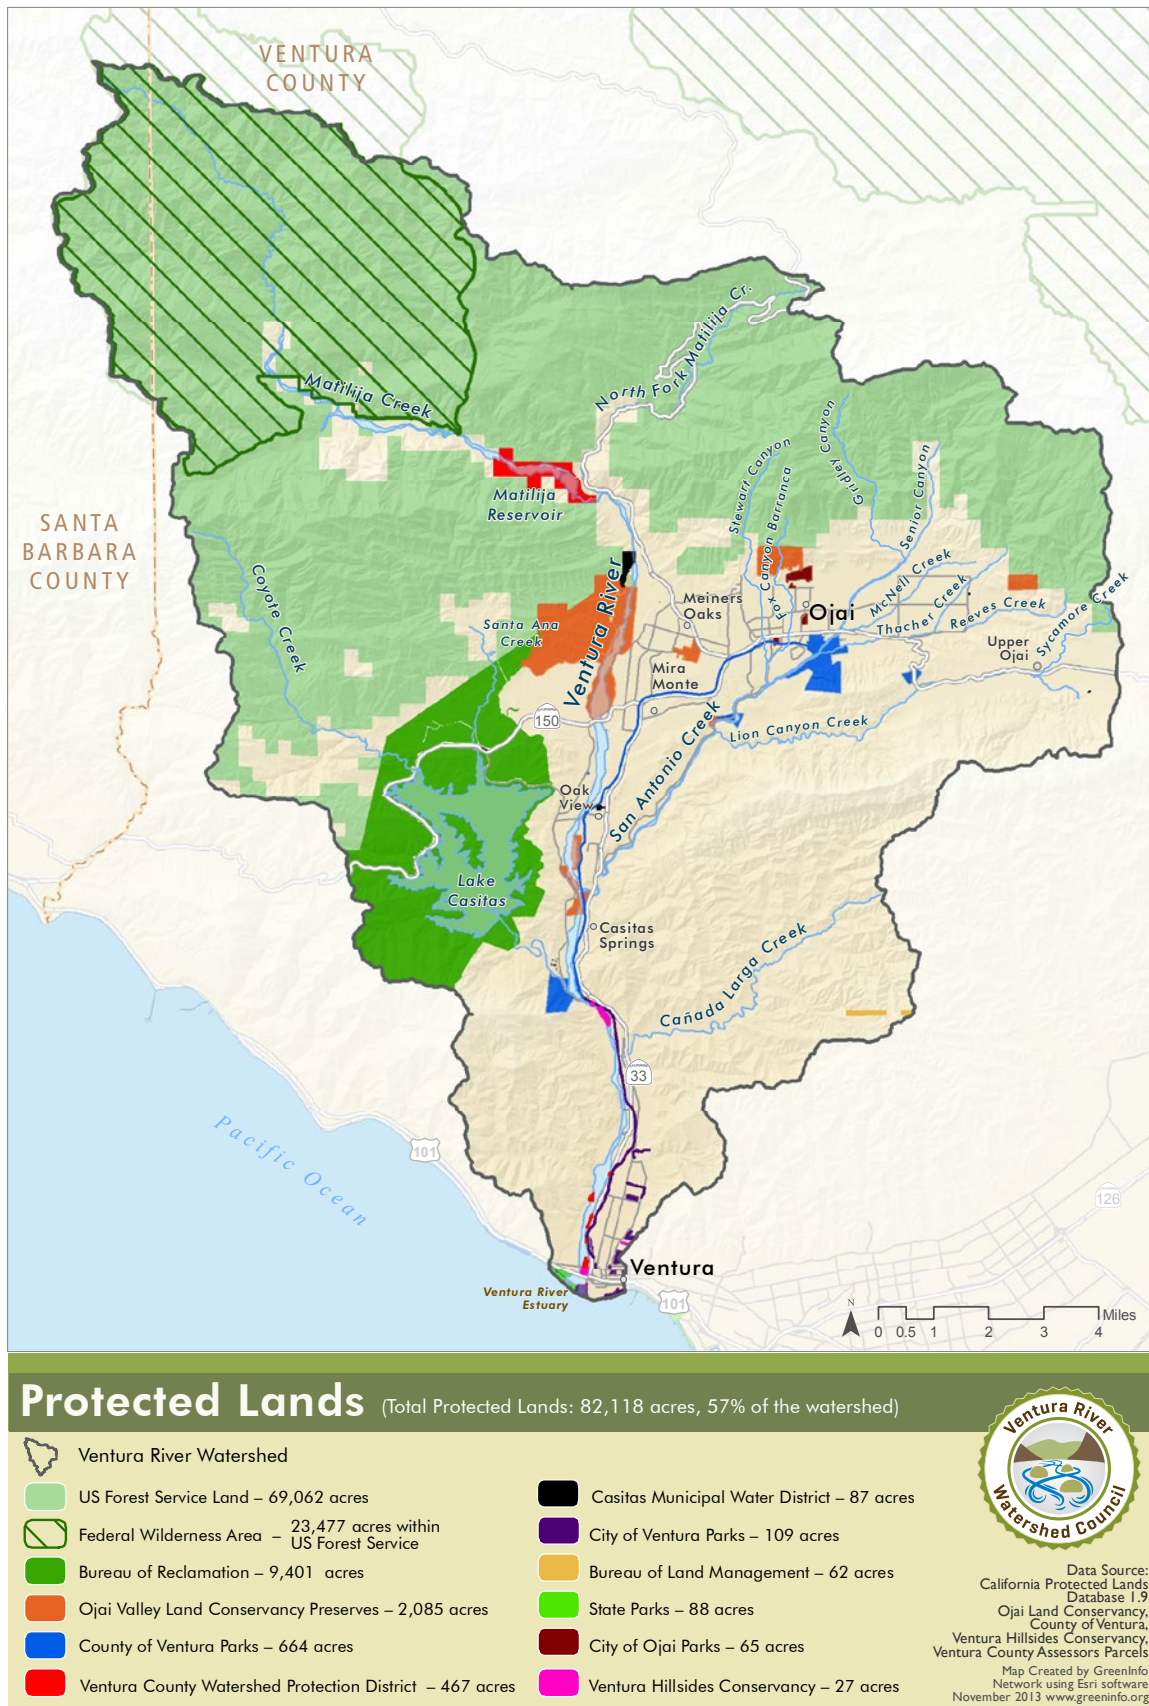 VENTURA
COUNTY
SANTA
BARBARA
COUNTY
Matilija Creek
North Fork Matilija Cr.
Matilija
Reservoir
Stewart Canyon
Fox Canyon Barranca
Gridley Canyon
Senior Canyon
McNell Creek
Thacher Creek
Reeves Creek
Sycamore Creek
Upper
Ojai
Ojai
Meiners
Oaks
Mira
Monte
Coyote Creek
Santa Ana
Creek
Ventura River
CALIFORNIA
150
San Antonio Creek
Lion Canyon Creek
Oak
View
Lake
Casitas
Casitas
Springs
Cañada Larga Creek
CALIFORNIA
33
Pacific Ocean
101
CALIFORNIA
126
Ventura
Ventura River
Estuary
101
N
0 0.5 1 2 3 4 Miles
Protected Lands (Total Protected Lands: 82,118 acres, 57% of the watershed)
Ventura River Watershed
US Forest Service Land – 69,062 acres
Federal Wilderness Area – 23,477 acres within
US Forest Service
Bureau of Reclamation – 9,401 acres
Ojai Valley Land Conservancy Preserves – 2,085 acres
County of Ventura Parks – 664 acres
Ventura County Watershed Protection District – 467 acres
Casitas Municipal Water District – 87 acres
City of Ventura Parks – 109 acres
Bureau of Land Management – 62 acres
State Parks – 88 acres
City of Ojai Parks – 65 acres
Ventura Hillsides Conservancy – 27 acres
Ventura River
Watershed Council
Data Source:
California Protected Lands
Database 1.9
Ojai Land Conservancy,
County of Ventura,
Ventura Hillsides Conservancy,
Ventura County Assessors Parcels
Map Created by GreenInfo
Network using Esri software
November 2013 www.greeninfo.org